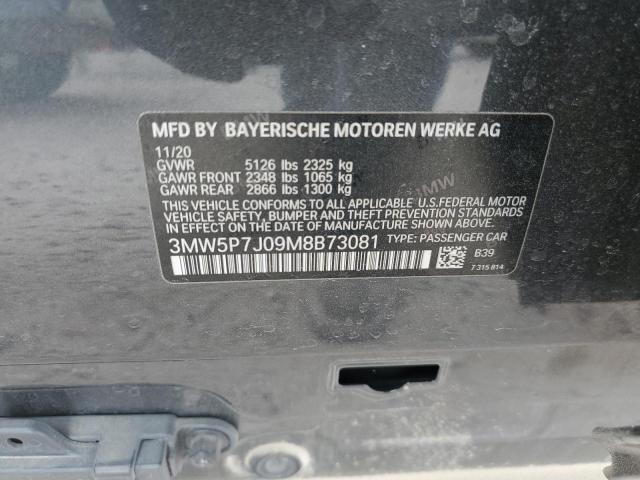 MFD BY BAYERISCHE MOTOREN WERKE AG
11/20
GVWR 5126 lbs 2325 kg
GAWR FRONT 2348 lbs 1065 kg
GAWR REAR 2866 lbs 1300 kg
THIS VEHICLE CONFORMS TO ALL APPLICABLE U.S.FEDERAL MOTOR
VEHICLE SAFETY, BUMPER AND THEFT PREVENTION STANDARDS
IN EFFECT ON THE DATE OF MANUFACTURE SHOWN ABOVE.
3MW5P7J09M8B73081 TYPE: PASSENGER CAR
B39
7 315 814
BMW